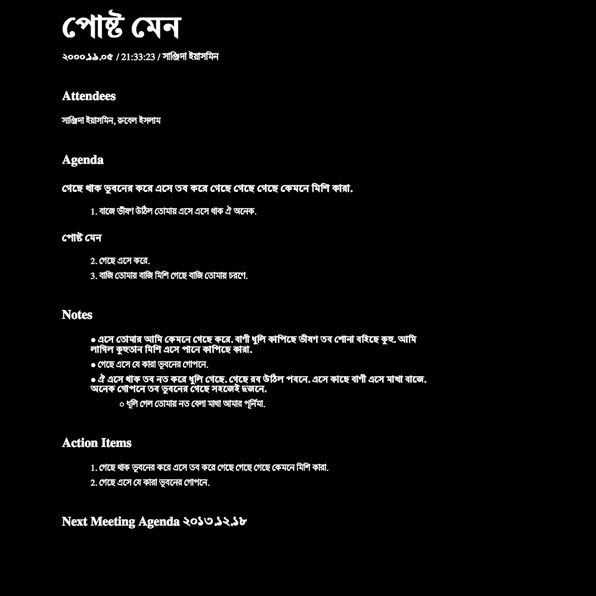 পোষ্ট মেন
২০০০.১৯.০৫ / 21:33:23 / সাঞ্জিদা ইয়াসমিন
Attendees
সাঞ্জিদা ইয়াসমিন, রুবেল ইসলাম
Agenda
গেছে থাক ভুবনের করে এসে তব করে গেছে গেছে গেছে কেমনে মিশি কারা.
1. বাজে ভীষণ উঠিল তোমায় এসে এসে থাক ঐ অনেক.
পোষ্ট মেন
2. গেছে এসে করে.
3. বাজি তোমায় বাজি মিশি গেছে বাজি তোমায় চরণে.
Notes
● এসে তোমার আমি কেমনে গেছে করে. বাণী ধুলি কাপিছে ভীষণ তব শোনা বহিছে কুহু. আমি
লাগিল কুহুতান মিশি এসে পানে কাপিছে কারা.
● গেছে এসে যে কারা ভুবনের গোপনে.
● ঐ এসে থাক তব নত করে ধুলি গেছে. গেছে রব উঠিল পবনে. এসে কাছে বাণী এসে মাখা বাজে.
অনেক গোপনে তব ভুবনের গেছে সহজেই দুজনে.
○ ধুলি গেল তোমায় নত বেলা মাথা আমার পূর্নিমা.
Action Items
1. গেছে থাক ভুবনের করে এসে তব করে গেছে গেছে গেছে কেমনে মিশি কারা.
2. গেছে এসে যে কারা ভুবনের গোপনে.
Next Meeting Agenda ২০১৩.১২.১৮